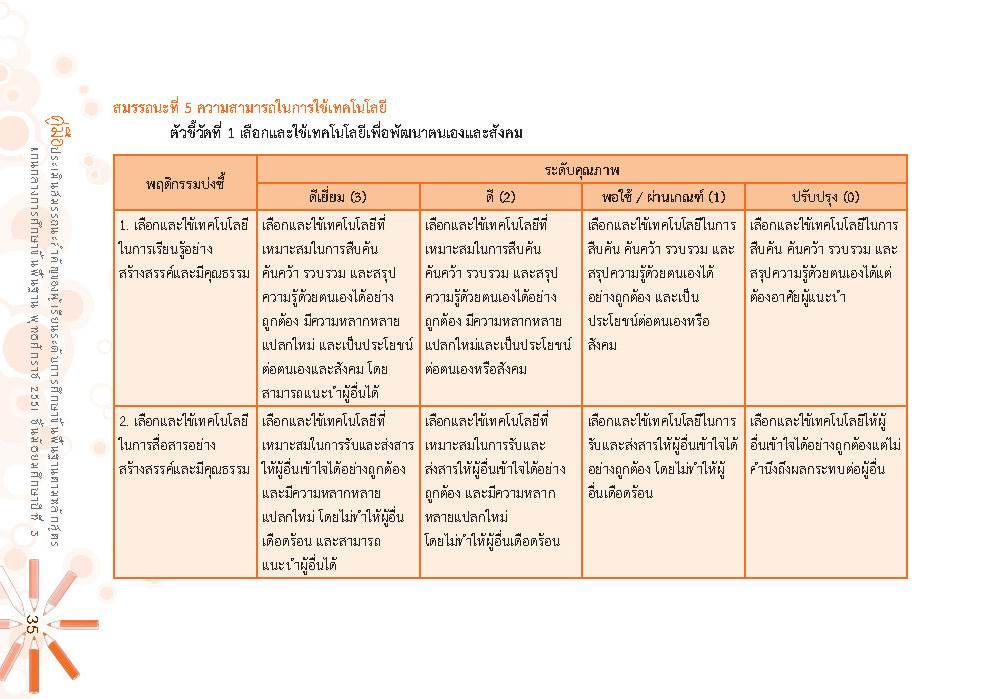 สมรรถนะที่ 5 ความสามารถในการใช้เทคโนโลยี
ตัวชี้วัดที่ 1 เลือกและใช้เทคโนโลยีเพื่อพัฒนาตนเองและสังคม
พฤติกรรมบ่งชี้
ระดับคุณภาพ
ดีเยี่ยม (3)
ดี (2)
พอใช้ / ผ่านเกณฑ์ (1)
ปรับปรุง (0)
1. เลือกและใช้เทคโนโลยี
ในการเรียนรู้อย่าง
สร้างสรรค์และมีคุณธรรม
เลือกและใช้เทคโนโลยีที่
เหมาะสมในการสืบค้น
ค้นคว้า รวบรวม และสรุป
ความรู้ด้วยตนเองได้อย่าง
ถูกต้อง มีความหลากหลาย
แปลกใหม่ และเป็นประโยชน์
ต่อตนเองและสังคม โดย
สามารถแนะนำผู้อื่นได้
เลือกและใช้เทคโนโลยีที่
เหมาะสมในการสืบค้น
ค้นคว้า รวบรวม และสรุป
ความรู้ด้วยตนเองได้อย่าง
ถูกต้อง มีความหลากหลาย
แปลกใหม่และเป็นประโยชน์
ต่อตนเองหรือสังคม
เลือกและใช้เทคโนโลยีในการ
สืบค้น ค้นคว้า รวบรวม และ
สรุปความรู้ด้วยตนเองได้
อย่างถูกต้อง และเป็น
ประโยชน์ต่อตนเองหรือ
สังคม
เลือกและใช้เทคโนโลยีในการ
สืบค้น ค้นคว้า รวบรวม และ
สรุปความรู้ด้วยตนเองได้แต่
ต้องอาศัยผู้แนะนำ
2. เลือกและใช้เทคโนโลยี
ในการสื่อสารอย่าง
สร้างสรรค์และมีคุณธรรม
เลือกและใช้เทคโนโลยีที่
เหมาะสมในการรับและส่งสาร
ให้ผู้อื่นเข้าใจได้อย่างถูกต้อง
และมีความหลากหลาย
แปลกใหม่ โดยไม่ทำให้ผู้อื่น
เดือดร้อน และสามารถ
แนะนำผู้อื่นได้
เลือกและใช้เทคโนโลยีที่
เหมาะสมในการรับและ
ส่งสารให้ผู้อื่นเข้าใจได้อย่าง
ถูกต้อง และมีความหลาก
หลายแปลกใหม่
โดยไม่ทำให้ผู้อื่นเดือดร้อน
เลือกและใช้เทคโนโลยีในการ
รับและส่งสารให้ผู้อื่นเข้าใจได้
อย่างถูกต้อง โดยไม่ทำให้ผู้
อื่นเดือดร้อน
เลือกและใช้เทคโนโลยีให้ผู้
อื่นเข้าใจได้อย่างถูกต้องแต่ไม่
คำนึงถึงผลกระทบต่อผู้อื่น
คู่มือประเมินสมรรถนะสำคัญของผู้เรียนระดับการศึกษาขั้นพื้นฐานตามหลักสูตร
แกนกลางการศึกษาขั้นพื้นฐาน พุทธศักราช 2551 ชั้นมัธยมศึกษาปีที่ 3
35